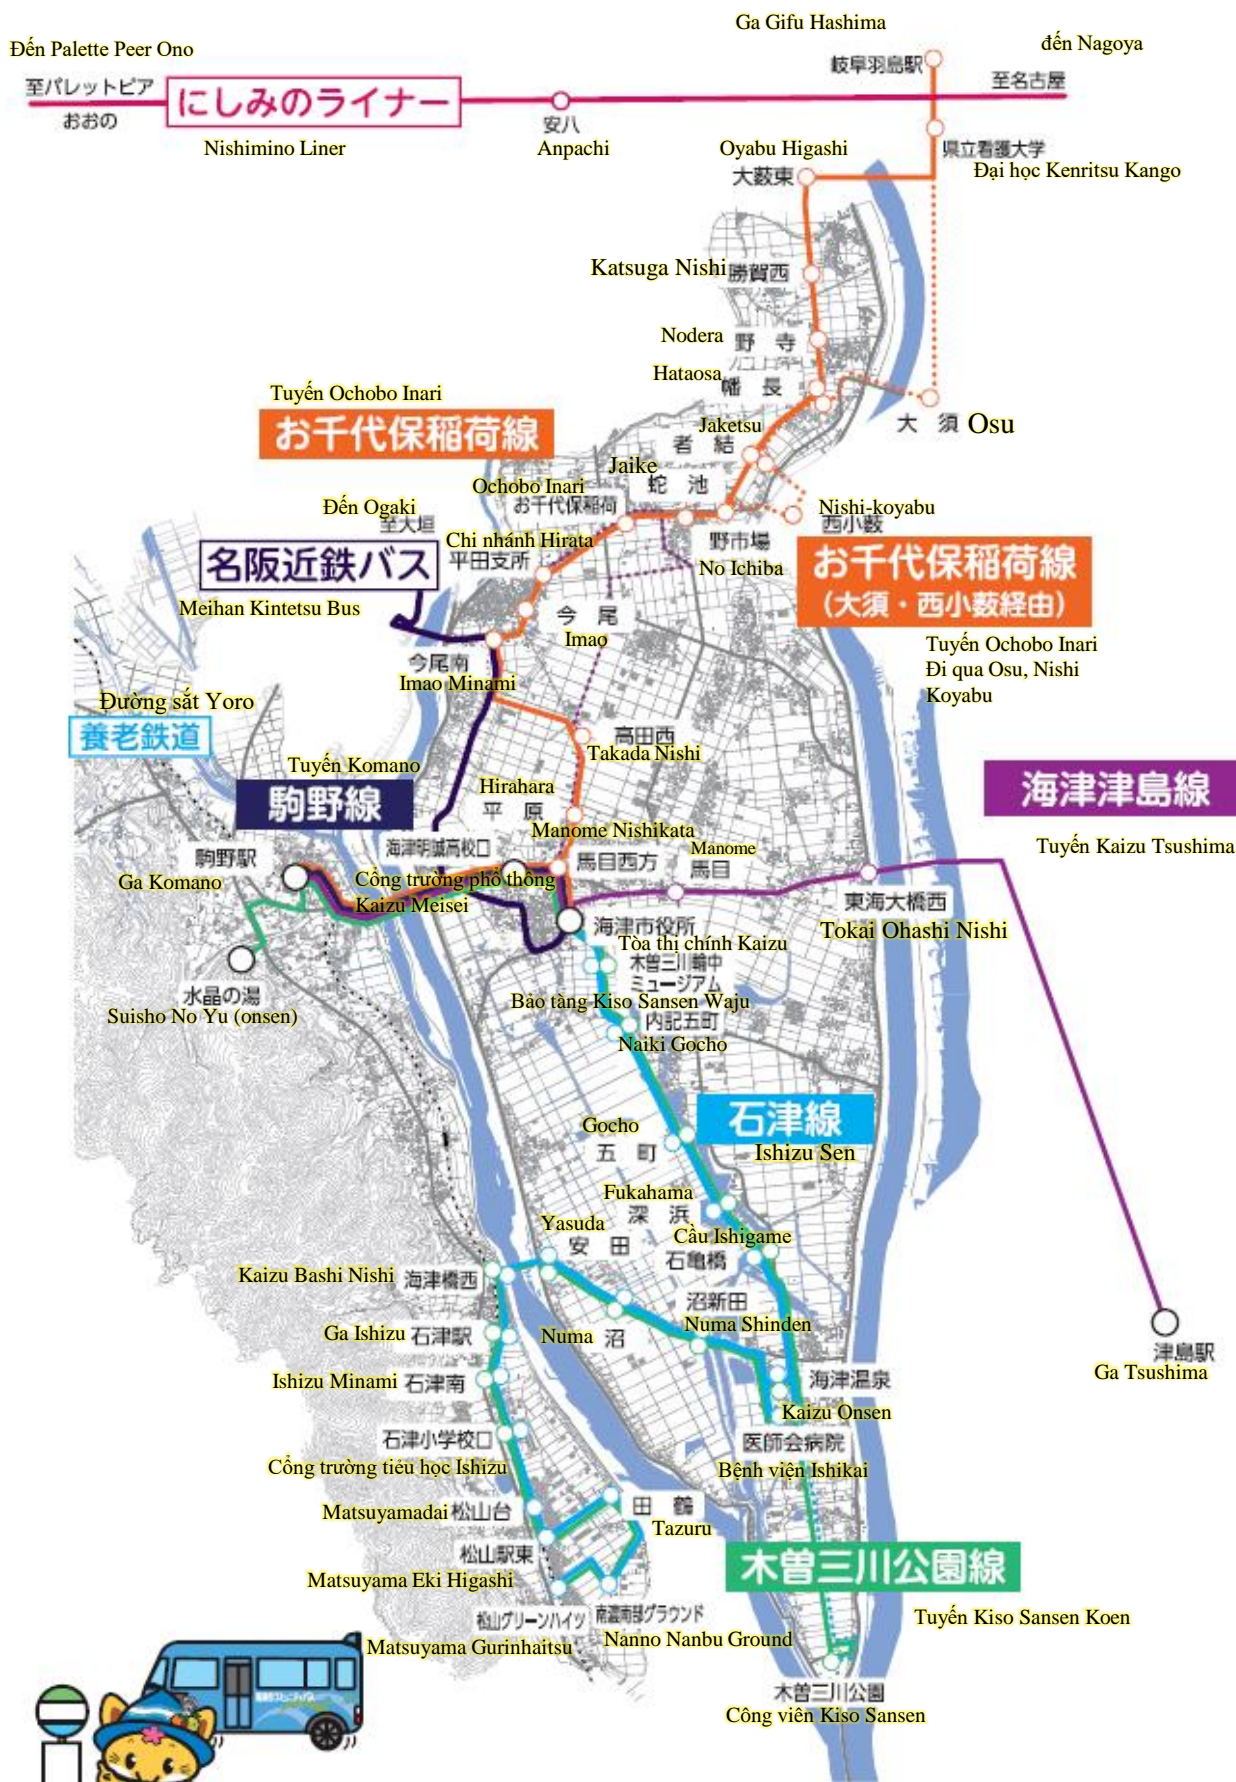 Ga Gifu Hashima
Đến Palette Peer Ono
đến Nagoya
岐阜羽島駅
至パレットピア
おおの
にしみのライナー
至名古屋
安八
Nishimino Liner
Anpachi
Oyabu Higashi
県立看護大学
Đại học Kenritsu Kango
大薮東
Katsuga Nishi
勝賀西
Nodera
野寺
Hataosa
幡長
Tuyến Ochobo Inari
お千代保稲荷線
大須
Osu
Jaketsu
者結
Jaike
蛇池
Ochobo Inari
お千代保稲荷
Đến Ogaki
至大垣
Nishi-koyabu
西小薮
Chi nhánh Hirata
平田支所
野市場
No Ichiba
名阪近鉄バス
Meihan Kintetsu Bus
お千代保稲荷線
(大須・西小薮経由)
Tuyến Ochobo Inari
Đi qua Osu, Nishi
Koyabu
今尾
Imao
今尾南
Imao Minami
Đường sắt Yoro
養老鉄道
高田西
Takada Nishi
Tuyến Komano
駒野線
Hirahara
平原
海津津島線
Tuyến Kaizu Tsushima
Manome Nishikata
馬目西方
Manome
馬目
海津明誠高校口
Cổng trường phổ thông
Kaizu Meisei
駒野駅
Ga Komano
東海大橋西
Tokai Ohashi Nishi
海津市役所
Tòa thị chính Kaizu
木曽三川輪中
ミュージアム
Bảo tàng Kiso Sansen Waju
水晶の湯
Suisho No Yu (onsen)
内記五町
Naiki Gocho
石津線
Ishizu Sen
Gocho
五町
Fukahama
深浜
Cầu Ishigame
石亀橋
Yasuda
安田
Kaizu Bashi Nishi
海津橋西
沼新田
Numa Shinden
Ga Ishizu
石津駅
Numa
沼
津島駅
Ga Tsushima
Ishizu Minami
石津南
海津温泉
Kaizu Onsen
石津小学校口
Cổng trường tiểu học Ishizu
医師会病院
Bệnh viện Ishikai
Matsuyamadai
松山台
田鶴
Tazuru
松山駅東
Matsuyama Eki Higashi
木曽三川公園線
Tuyến Kiso Sansen Koen
松山グリーンハイツ
Matsuyama Gurinhaitsu
南濃南部グラウンド
Nanno Nanbu Ground
木曽三川公園
Công viên Kiso Sansen